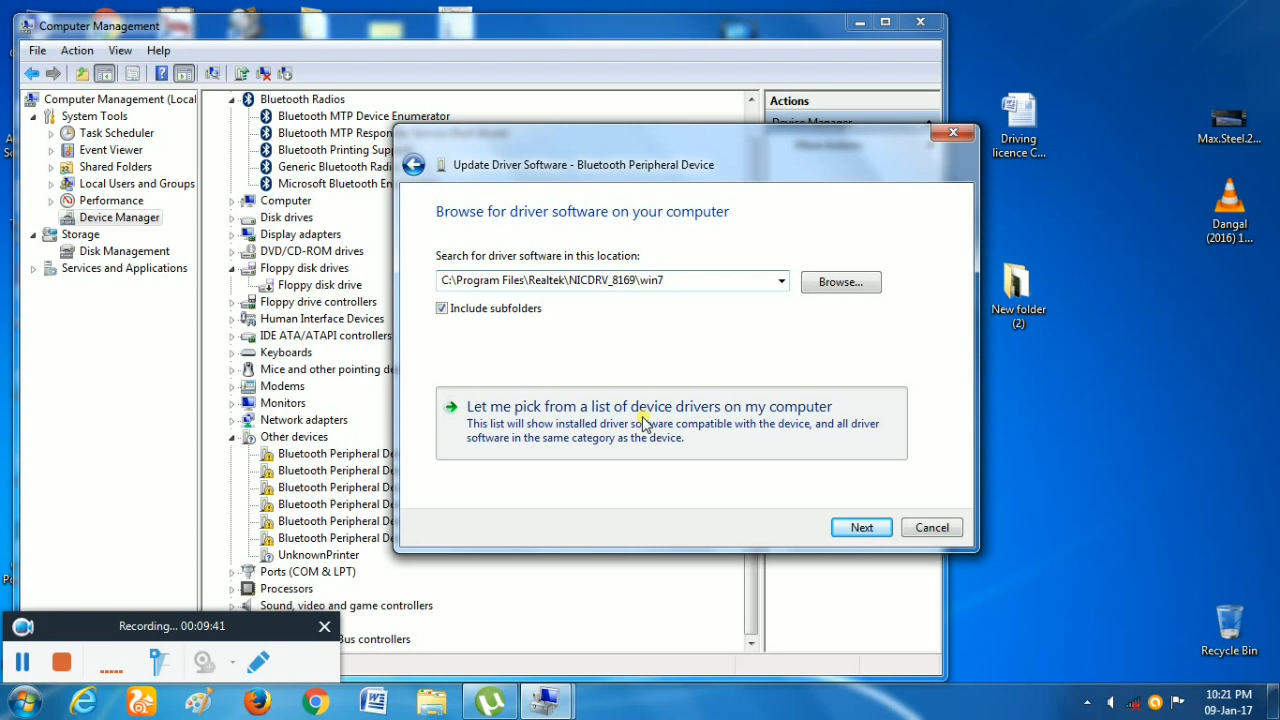 Computer Management
File Action View Help
Computer Management (Local
System Tools
Task Scheduler
Event Viewer
Shared Folders
Local Users and Groups
Performance
Device Manager
Storage
Disk Management
Services and Applications
Bluetooth Radios
Bluetooth MTP Device Enumerator
Bluetooth MTP Respon
Bluetooth Printing Supp
Generic Bluetooth Radi
Microsoft Bluetooth En
Computer
Disk drives
Display adapters
DVD/CD-ROM drives
Floppy disk drives
Floppy disk drive
Floppy drive controllers
Human Interface Devices
IDE ATA/ATAPI controllers
Keyboards
Mice and other pointing d
Modems
Monitors
Network adapters
Other devices
Bluetooth Peripheral De
Bluetooth Peripheral De
Bluetooth Peripheral De
Bluetooth Peripheral De
Bluetooth Peripheral De
Bluetooth Peripheral De
UnknownPrinter
Ports (COM & LPT)
Processors
Sound, video and game controllers
Bus controllers
Actions
Device Manager
More Actions
Update Driver Software - Bluetooth Peripheral Device
Browse for driver software on your computer
Search for driver software in this location:
C:\Program Files\Realtek\NICDRV_8169\win7
Browse...
Include subfolders
Let me pick from a list of device drivers on my computer
This list will show installed driver software compatible with the device, and all driver
software in the same category as the device.
Next
Cancel
Driving
licence C...
New folder
(2)
Max.Steel.2...
Dangal
(2016) 1...
Recycle Bin
Recording... 00:09:41
10:21 PM
09-Jan-17